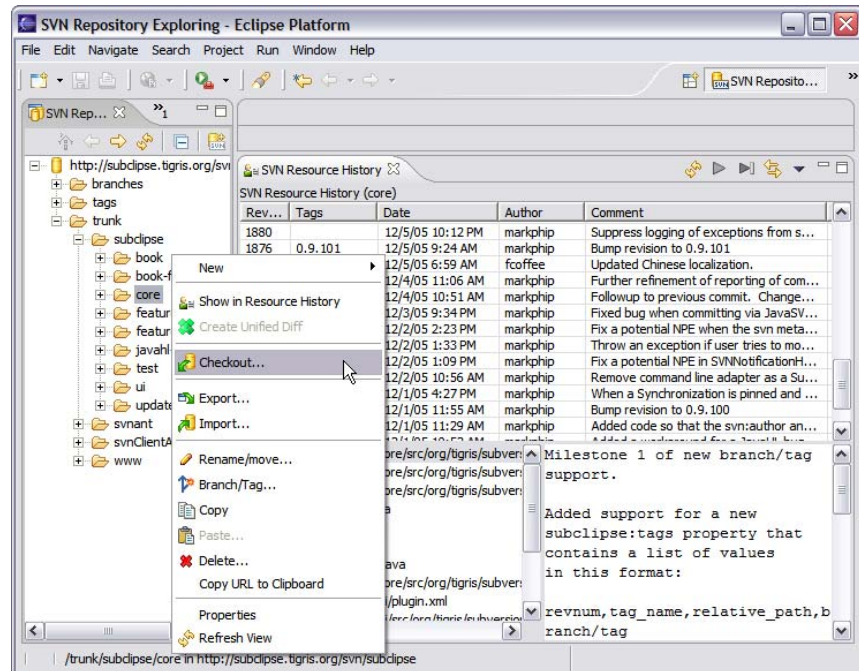 SVN Repository Exploring - Eclipse Platform
File Edit Navigate Search Project Run Window Help
SVN Reposito... »
SVN Rep... »1
http://subclipse.tigris.org/svn
branches
tags
trunk
subclipse
book
book-f
core
featur
featur
javahl
test
ui
update
svnant
svnClientA
www
New
Show in Resource History
Create Unified Diff
Checkout...
Export...
Import...
Rename/move...
Branch/Tag...
Copy
Paste...
Delete...
Copy URL to Clipboard
Properties
Refresh View
SVN Resource History
SVN Resource History (core)
Rev... Tags Date Author Comment
1880 12/5/05 10:12 PM markphip Suppress logging of exceptions from s...
1876 0.9.101 12/5/05 9:24 AM markphip Bump revision to 0.9.101
12/5/05 6:59 AM fcoffee Updated Chinese localization.
12/4/05 11:06 AM markphip Further refinement of reporting of com...
12/4/05 10:51 AM markphip Followup to previous commit. Change...
12/3/05 9:34 PM markphip Fixed bug when committing via JavaSV...
12/2/05 2:23 PM markphip Fix a potential NPE when the svn meta...
12/2/05 1:33 PM markphip Throw an exception if user tries to mo...
12/2/05 1:09 PM markphip Fix a potential NPE in SVNNotificationH...
12/2/05 10:56 AM markphip Remove command line adapter as a Su...
12/1/05 4:27 PM markphip When a Synchronization is pinned and ...
12/1/05 11:55 AM markphip Bump revision to 0.9.100
12/1/05 11:29 AM markphip Added code so that the svn:author an...
ore/src/org/tigris/subvers
ore/src/org/tigris/subvers
ore/src/org/tigris/subvers
a
ava
ore/src/org/tigris/subvers
i/plugin.xml
Milestone 1 of new branch/tag
support.
Added support for a new
subclipse:tags property that
contains a list of values
in this format:
revnum,tag_name,relative_path,b
ranch/tag
/trunk/subclipse/core in http://subclipse.tigris.org/svn/subclipse